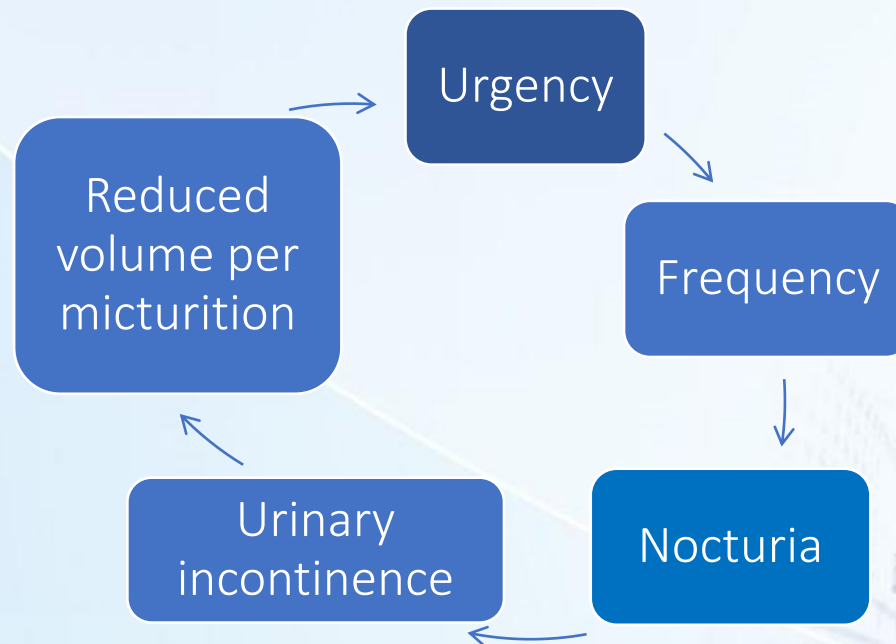 Urgency
Reduced
volume per
micturition
Frequency
Urinary
incontinence
Nocturia